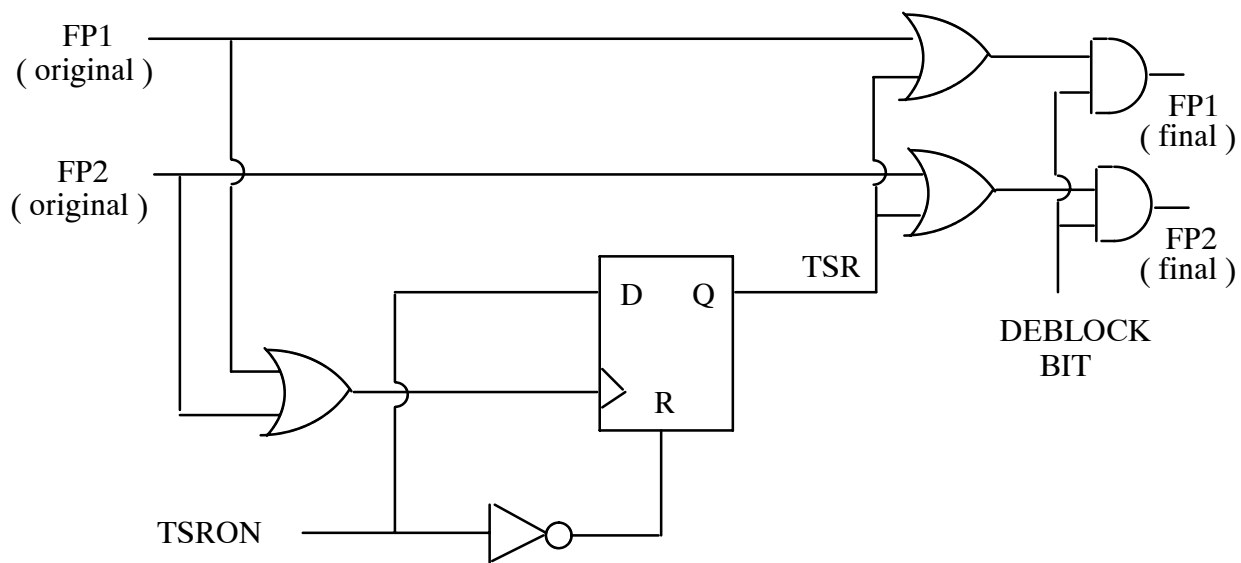 FP1
( original )
FP2
( original )
FP1
( final )
FP2
( final )
TSR
D
Q
R
DEBLOCK
BIT
TSRON